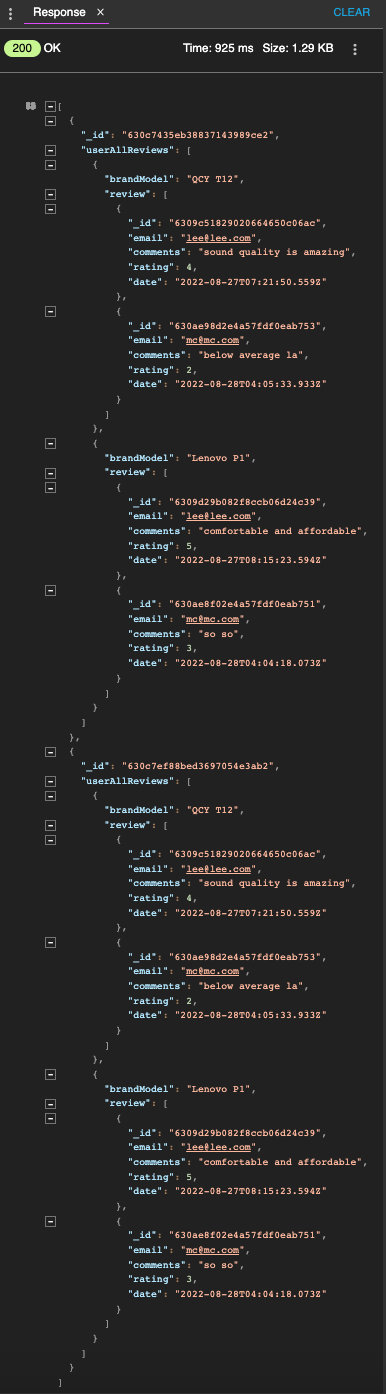 Response ×
CLEAR
200 OK Time: 925 ms Size: 1.29 KB
[
{
"_id": "630c7435eb38837143989ce2",
"userAllReviews": [
{
"brandModel": "QCY T12",
"review": [
{
"_id": "6309c51829020664650c06ac",
"email": "lee@lee.com",
"comments": "sound quality is amazing",
"rating": 4,
"date": "2022-08-27T07:21:50.559Z"
},
{
"_id": "630ae98d2e4a57fdf0eab753",
"email": "mc@mc.com",
"comments": "below average la",
"rating": 2,
"date": "2022-08-28T04:05:33.933Z"
}
]
},
{
"brandModel": "Lenovo P1",
"review": [
{
"_id": "6309d29b082f8ccb06d24c39",
"email": "lee@lee.com",
"comments": "comfortable and affordable",
"rating": 5,
"date": "2022-08-27T08:15:23.594Z"
},
{
"_id": "630ae8f02e4a57fdf0eab751",
"email": "mc@mc.com",
"comments": "so so",
"rating": 3,
"date": "2022-08-28T04:04:18.073Z"
}
]
}
]
},
{
"_id": "630c7ef88bed3697054e3ab2",
"userAllReviews": [
{
"brandModel": "QCY T12",
"review": [
{
"_id": "6309c51829020664650c06ac",
"email": "lee@lee.com",
"comments": "sound quality is amazing",
"rating": 4,
"date": "2022-08-27T07:21:50.559Z"
},
{
"_id": "630ae98d2e4a57fdf0eab753",
"email": "mc@mc.com",
"comments": "below average la",
"rating": 2,
"date": "2022-08-28T04:05:33.933Z"
}
]
},
{
"brandModel": "Lenovo P1",
"review": [
{
"_id": "6309d29b082f8ccb06d24c39",
"email": "lee@lee.com",
"comments": "comfortable and affordable",
"rating": 5,
"date": "2022-08-27T08:15:23.594Z"
},
{
"_id": "630ae8f02e4a57fdf0eab751",
"email": "mc@mc.com",
"comments": "so so",
"rating": 3,
"date": "2022-08-28T04:04:18.073Z"
}
]
}
]
}
]